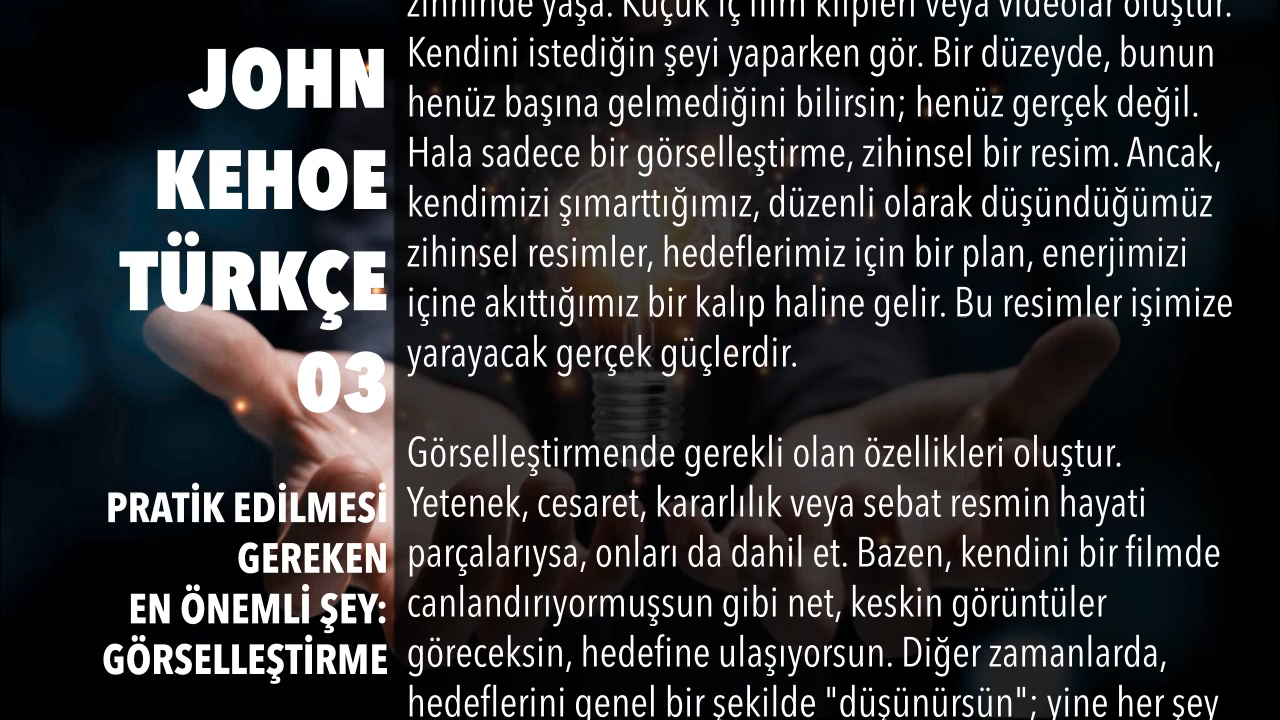 JOHN
KEHOE
TÜRKÇE
03
PRATİK EDİLMESİ
GEREKEN
EN ÖNEMLİ ŞEY:
GÖRSELLEŞTİRME
zihninde yaşa. Küçük iç film klipleri veya videolar oluştur.
Kendini istediğin şeyi yaparken gör. Bir düzeyde, bunun
henüz başına gelmediğini bilirsin; henüz gerçek değil.
Hala sadece bir görselleştirme, zihinsel bir resim. Ancak,
kendimizi şımarttığımız, düzenli olarak düşündüğümüz
zihinsel resimler, hedeflerimiz için bir plan, enerjimizi
içine akıttığımız bir kalıp haline gelir. Bu resimler işimize
yarayacak gerçek güçlerdir.
Görselleştirmende gerekli olan özellikleri oluştur.
Yetenek, cesaret, kararlılık veya sebat resmin hayati
parçalarıysa, onları da dahil et. Bazen, kendini bir filmde
canlandırıyormuşsun gibi net, keskin görüntüler
göreceksin, hedefine ulaşıyorsun. Diğer zamanlarda,
hedeflerini genel bir şekilde "düşünürsün"; yine her şey